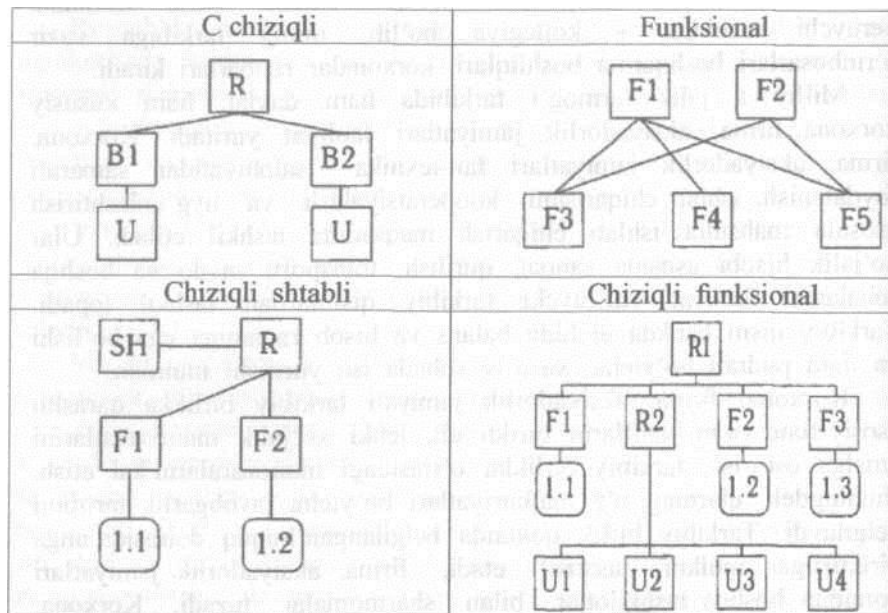 C chiziqli
R
B1 B2
U U
Funksional
F1 F2
F3 F4 F5
Chiziqli shtabli
SH R
F1 F2
1.1 1.2
Chiziqli funksional
R1
F1 R2 F2 F3
1.1 1.2 1.3
U1 U2 U3 U4